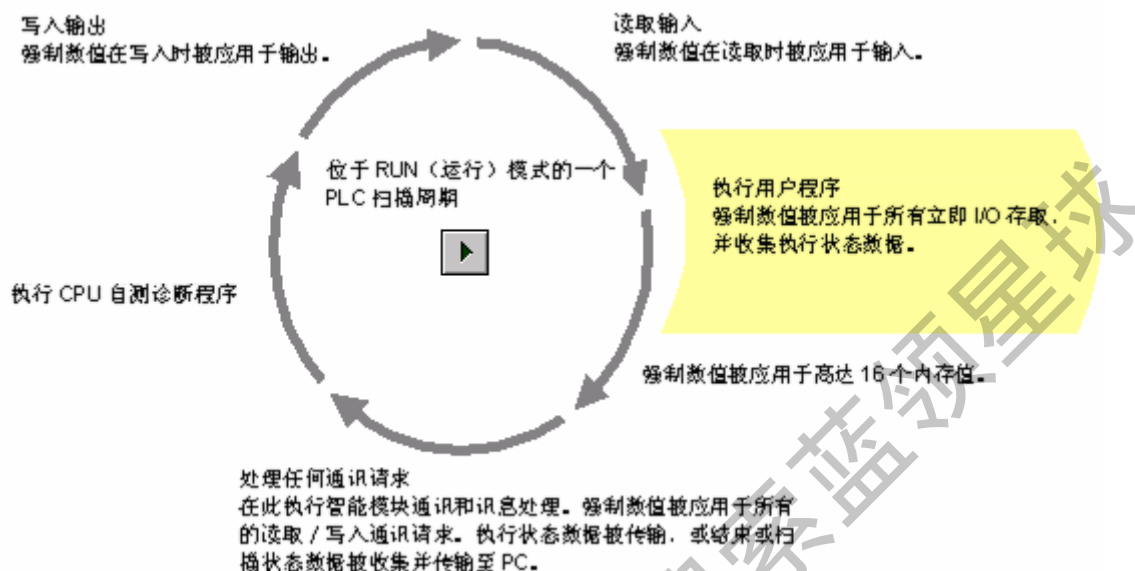 写入输出
强制数值在写入时被应用于输出。
读取输入
强制数值在读取时被应用于输入。
位于 RUN（运行）模式的一个
PLC 扫描周期
执行用户程序
强制数值被应用于所有立即 I/O 存取，
并收集执行状态数据。
执行 CPU 自测诊断程序
强制数值被应用于高达 16 个内存值。
处理任何通讯请求
在此执行智能模块通讯和讯息处理。强制数值被应用于所有
的读取 / 写入通讯请求。执行状态数据被传输，或结束或扫
描状态数据被收集并传输至 PC。
搜索蓝领星球